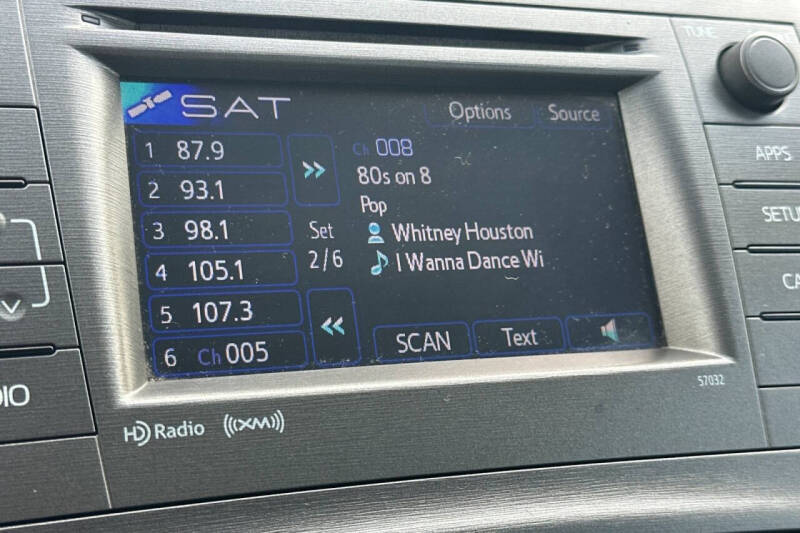 TUNE
SAT
Options
Source
1 87.9
2 93.1
3 98.1
4 105.1
5 107.3
6 Ch 005
Set
2/6
Ch 008
80s on 8
Pop
Whitney Houston
I Wanna Dance Wi
SCAN
Text
APPS
SETU
CA
DIO
57032
HD Radio
((XM))